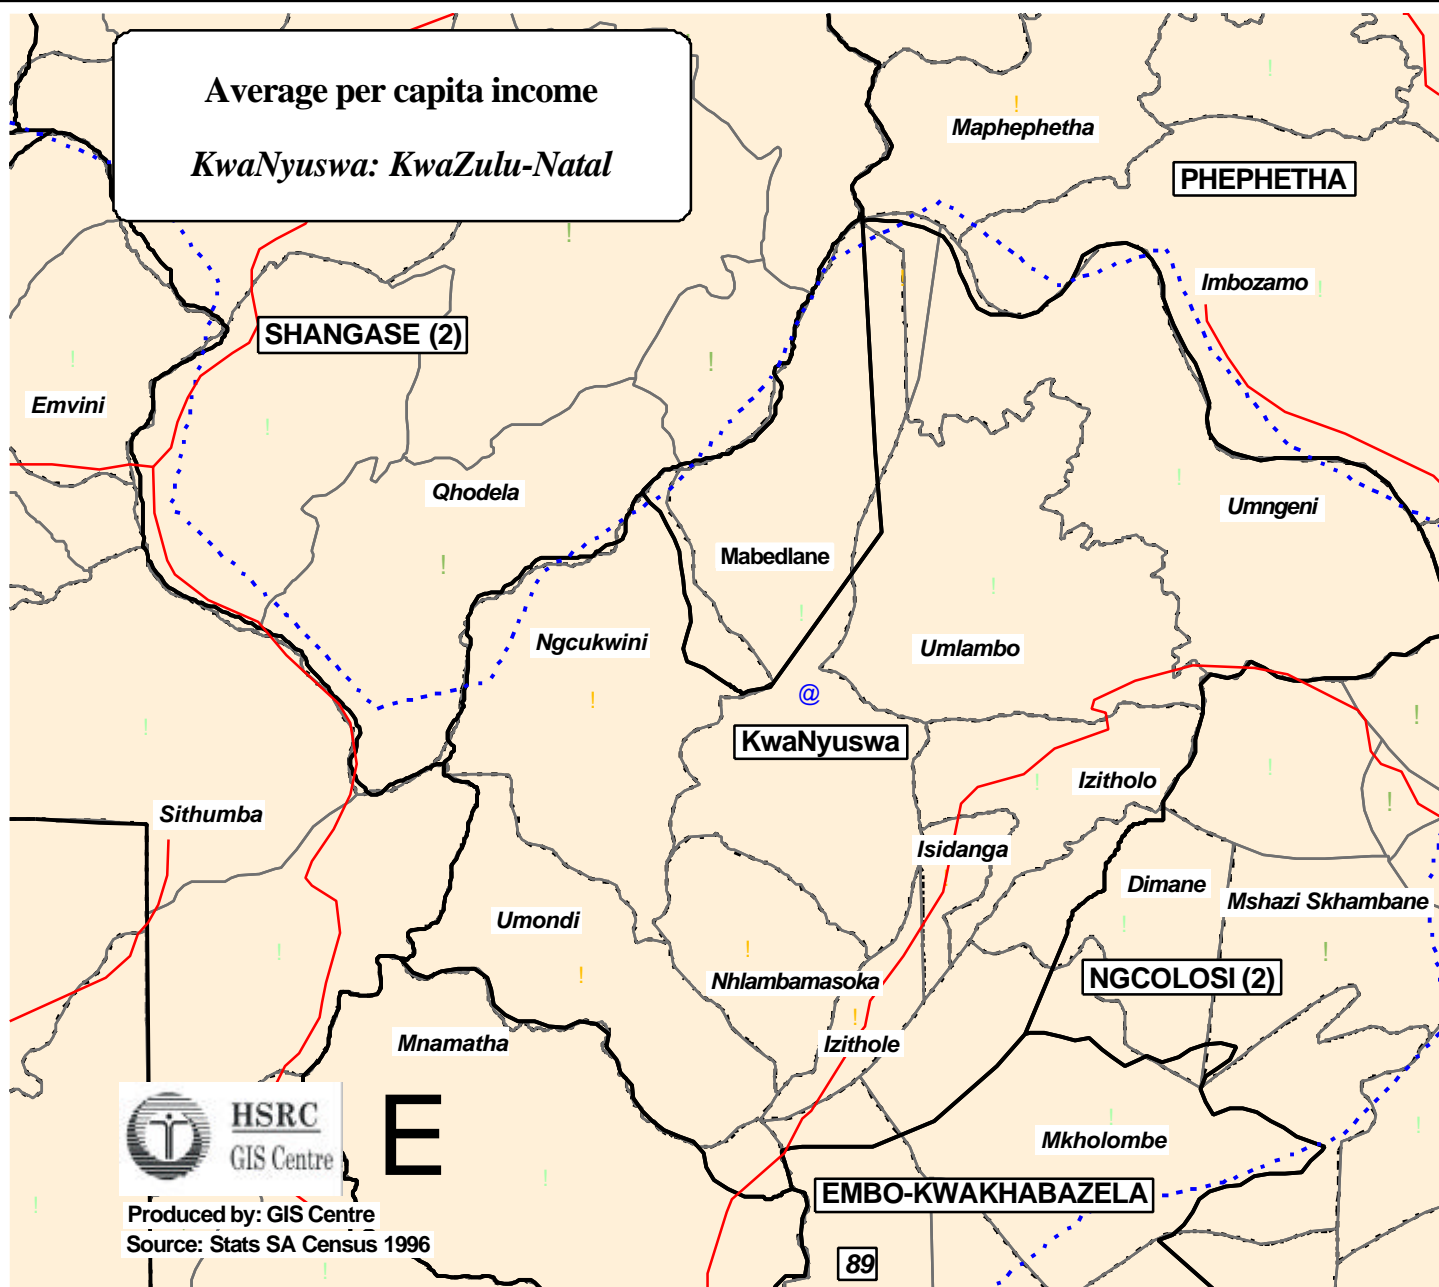 Average per capita income
KwaNyuswa: KwaZulu-Natal
Maphephetha
PHEPHETHA
Imbozamo
SHANGASE (2)
Emvini
Qhodela
Umngeni
Mabedlane
Ngcukwini
Umlambo
@
KwaNyuswa
Izitholo
Sithumba
Isidanga
Dimane
Mshazi Skhambane
Umondi
Nhlambamasoka
NGCOLOSI (2)
Mnamatha
Izithole
HSRC
GIS Centre
E
Mkholombe
EMBO-KWAKHABAZELA
Produced by: GIS Centre
Source: Stats SA Census 1996
89